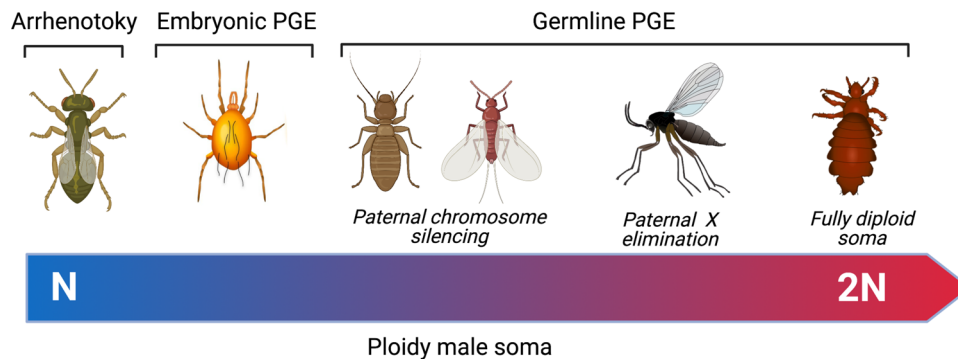 Arrhenotoky
Embryonic PGE
Germline PGE
Paternal chromosome
silencing
Paternal X
elimination
Fully diploid
soma
N
2N
Ploidy male soma